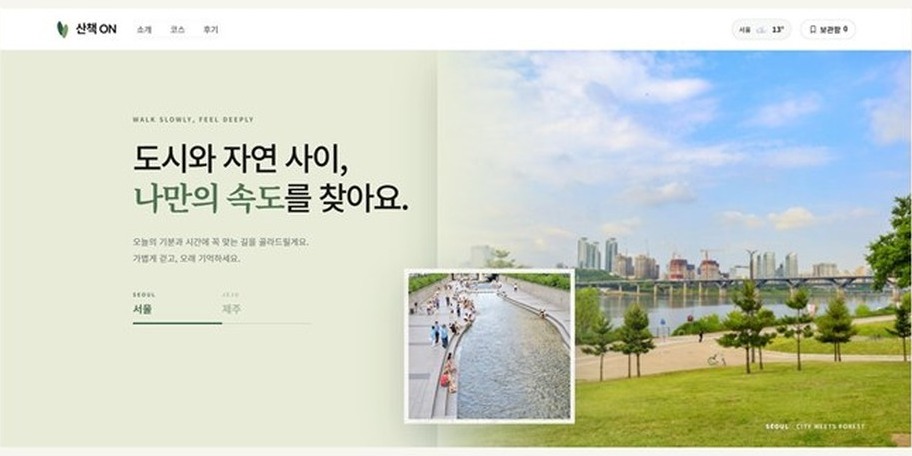 산책 ON
소개 코스 후기
서울 13°
보관함 0
WALK SLOWLY, FEEL DEEPLY
도시와 자연 사이,
나만의 속도를 찾아요.
오늘의 기분과 시간에 꼭 맞는 길을 골라드릴게요.
가볍게 걷고, 오래 기억하세요.
SEOUL JEJU
서울 제주
SEOUL CITY MEETS FOREST